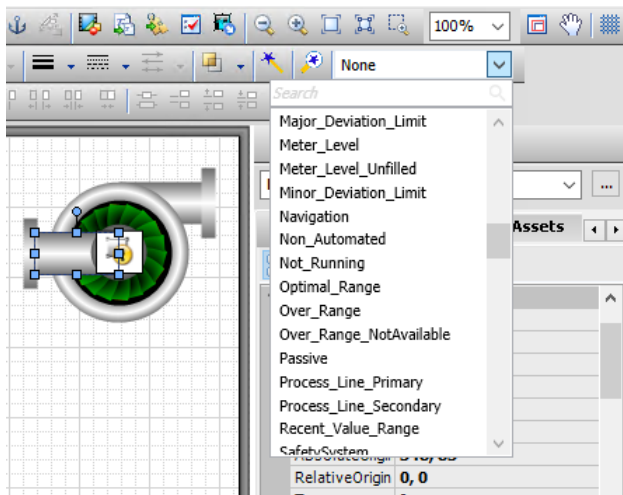 100%
None
Search
Major_Deviation_Limit
Meter_Level
Meter_Level_Unfilled
Minor_Deviation_Limit
Navigation
Assets
Non_Automated
Not_Running
Optimal_Range
Over_Range
Over_Range_NotAvailable
Passive
Process_Line_Primary
Process_Line_Secondary
Recent_Value_Range
SafetySystem
RelativeOrigin 0, 0